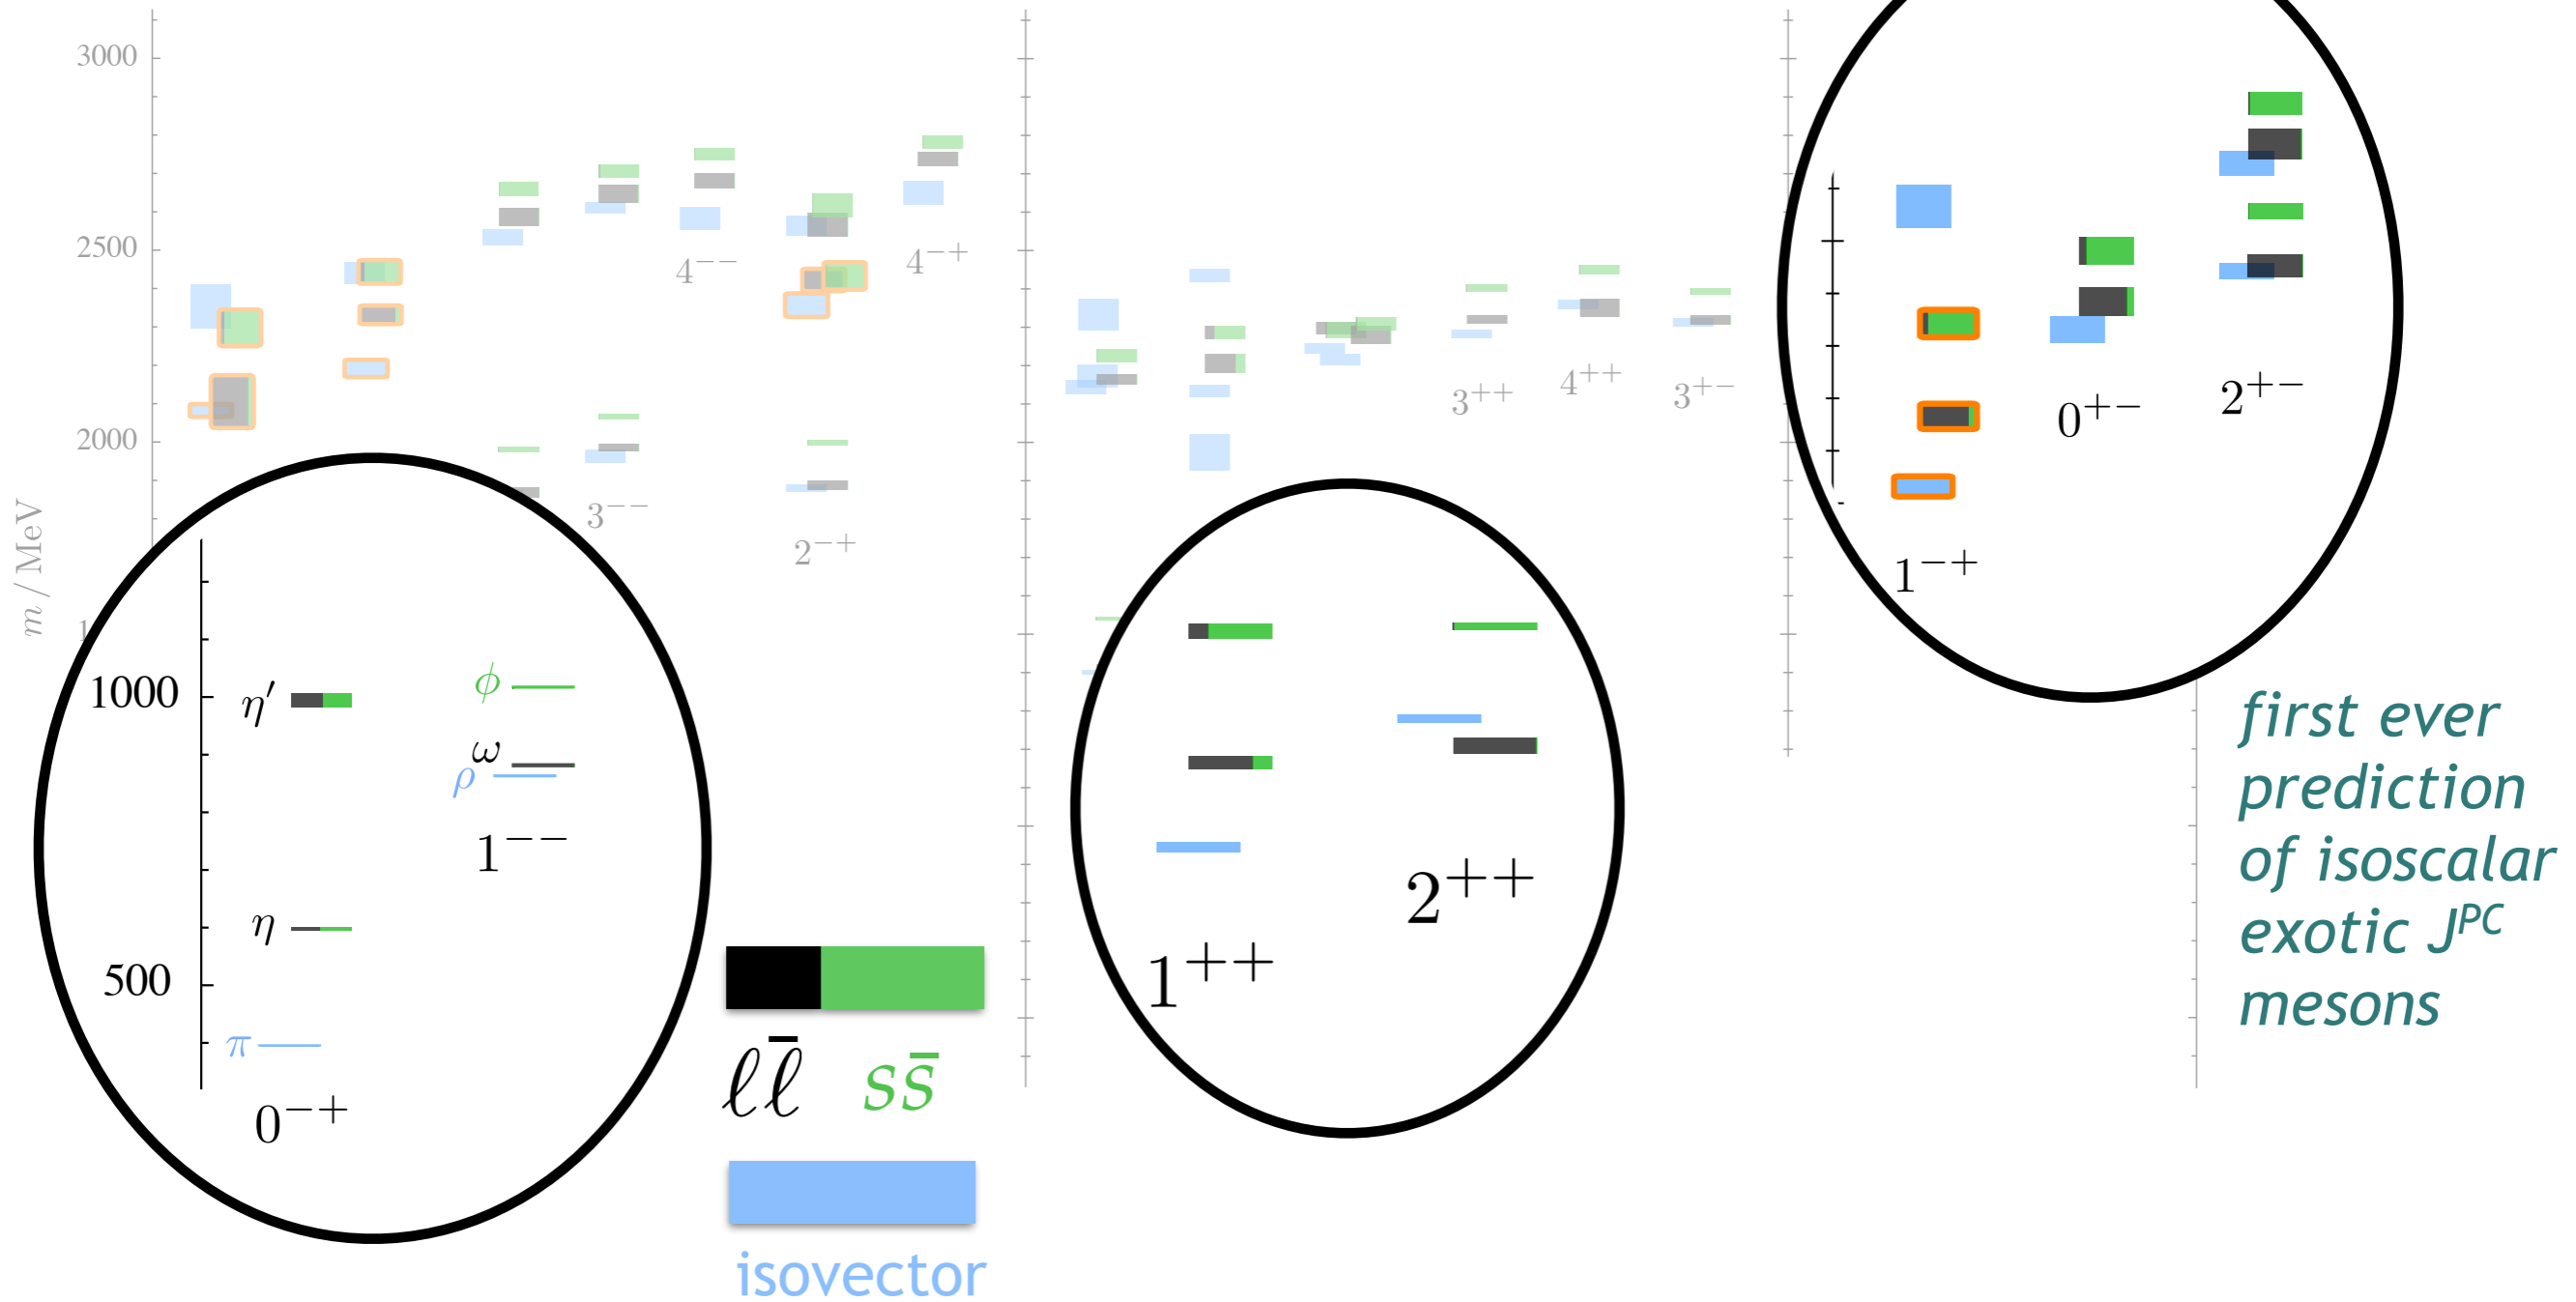 3000
2500
2000
m / MeV
4⁻⁻
4⁻⁺
3⁻⁻
2⁻⁺
3⁺⁺
4⁺⁺
3⁺⁻
0⁺⁻
2⁺⁻
1⁻⁺
1000
500
η′
ϕ
ω
ρ
1⁻⁻
η
π
0⁻⁺
2⁺⁺
1⁺⁺
ℓℓ̄ ss̄
isovector
first ever
prediction
of isoscalar
exotic Jᴾᶜ
mesons